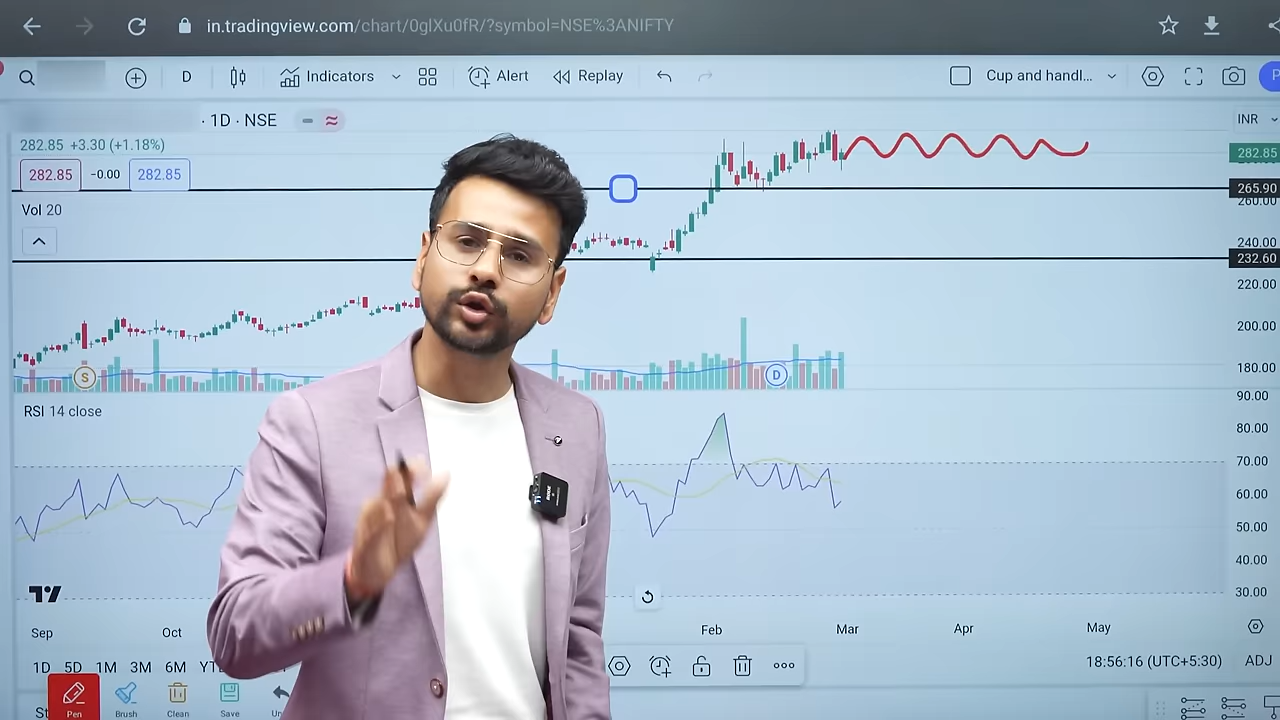 in.tradingview.com/chart/0glXu0fR/?symbol=NSE%3ANIFTY
D Indicators Alert Replay Cup and handl... P
· 1D · NSE INR
282.85 +3.30 (+1.18%)
282.85
282.85 -0.00 282.85
265.90
260.00
Vol 20
240.00
232.60
220.00
200.00
180.00
S D
90.00
RSI 14 close
80.00
70.00
60.00
50.00
40.00
30.00
Sep Oct Feb Mar Apr May
1D 5D 1M 3M 6M 18:56:16 (UTC+5:30) ADJ
Pen Brush Clean Save